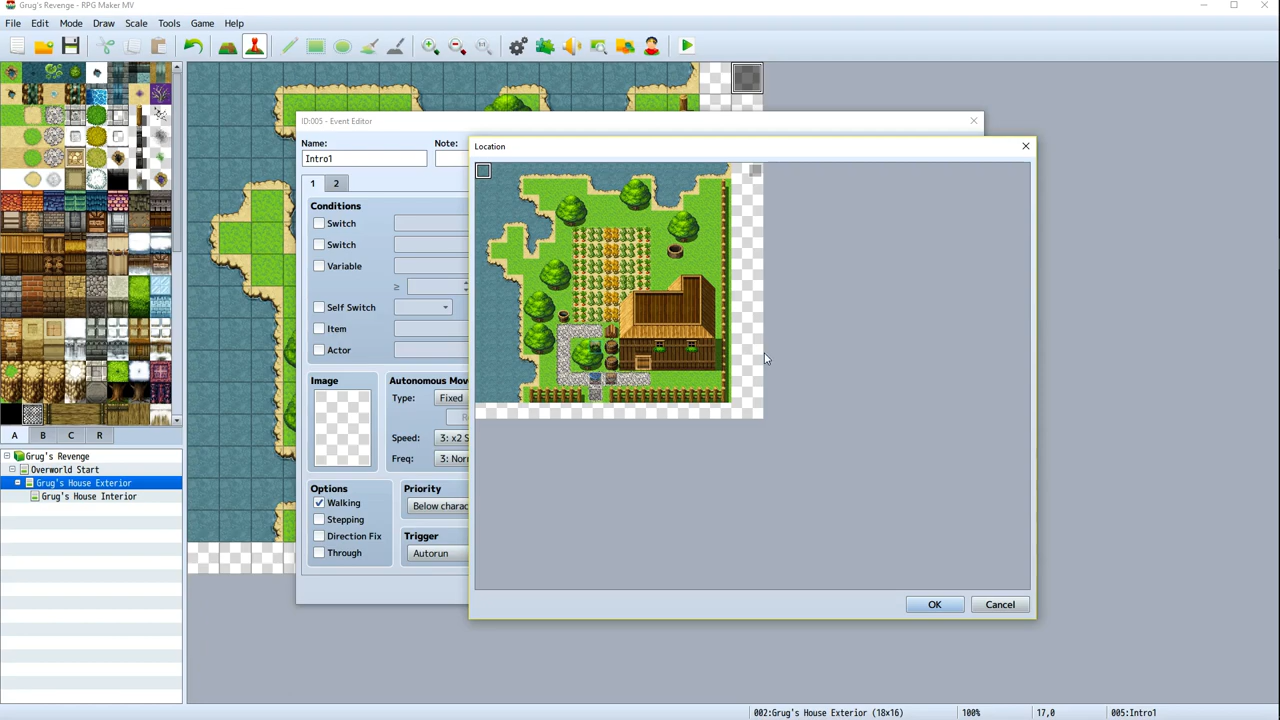 Grug's Revenge - RPG Maker MV
File Edit Mode Draw Scale Tools Game Help
ID:005 - Event Editor
Name: Note:
Intro1
Location
1 2
Conditions
Switch
Switch
Variable
≥
Self Switch
Item
Actor
Image
Autonomous Mov
Type: Fixed
Speed: 3: x2 S
Freq: 3: Norr
Options
Walking
Stepping
Direction Fix
Through
Priority
Below charac
Trigger
Autorun
OK Cancel
A B C R
Grug's Revenge
Overworld Start
Grug's House Exterior
Grug's House Interior
002:Grug's House Exterior (18x16) 100% 17,0 005:Intro1